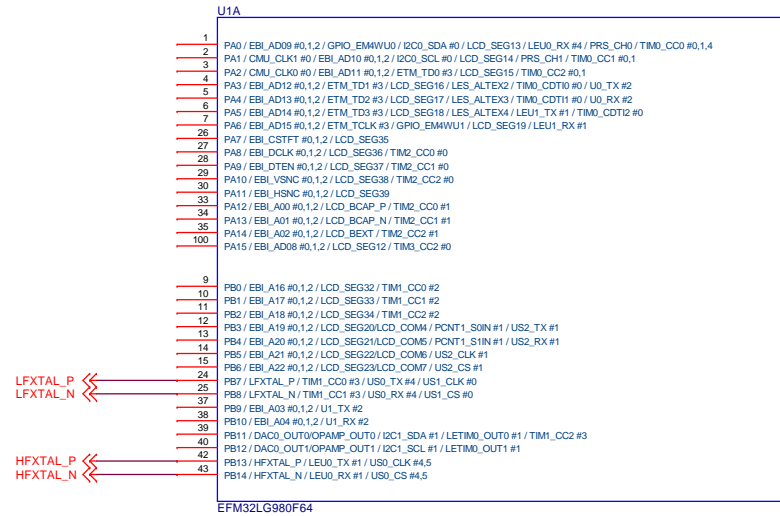 U1A
1 PA0 / EBI_AD09 #0,1,2 / GPIO_EM4WU0 / I2C0_SDA #0 / LCD_SEG13 / LEU0_RX #4 / PRS_CH0 / TIM0_CC0 #0,1,4
2 PA1 / CMU_CLK1 #0 / EBI_AD10 #0,1,2 / I2C0_SCL #0 / LCD_SEG14 / PRS_CH1 / TIM0_CC1 #0,1
3 PA2 / CMU_CLK0 #0 / EBI_AD11 #0,1,2 / ETM_TD0 #3 / LCD_SEG15 / TIM0_CC2 #0,1
4 PA3 / EBI_AD12 #0,1,2 / ETM_TD1 #3 / LCD_SEG16 / LES_ALTEX2 / TIM0_CDTI0 #0 / U0_TX #2
5 PA4 / EBI_AD13 #0,1,2 / ETM_TD2 #3 / LCD_SEG17 / LES_ALTEX3 / TIM0_CDTI1 #0 / U0_RX #2
6 PA5 / EBI_AD14 #0,1,2 / ETM_TD3 #3 / LCD_SEG18 / LES_ALTEX4 / LEU1_TX #1 / TIM0_CDTI2 #0
7 PA6 / EBI_AD15 #0,1,2 / ETM_TCLK #3 / GPIO_EM4WU1 / LCD_SEG19 / LEU1_RX #1
26 PA7 / EBI_CSTFT #0,1,2 / LCD_SEG35
27 PA8 / EBI_DCLK #0,1,2 / LCD_SEG36 / TIM2_CC0 #0
28 PA9 / EBI_DTEN #0,1,2 / LCD_SEG37 / TIM2_CC1 #0
29 PA10 / EBI_VSNC #0,1,2 / LCD_SEG38 / TIM2_CC2 #0
30 PA11 / EBI_HSNC #0,1,2 / LCD_SEG39
33 PA12 / EBI_A00 #0,1,2 / LCD_BCAP_P / TIM2_CC0 #1
34 PA13 / EBI_A01 #0,1,2 / LCD_BCAP_N / TIM2_CC1 #1
35 PA14 / EBI_A02 #0,1,2 / LCD_BEXT / TIM2_CC2 #1
100 PA15 / EBI_AD08 #0,1,2 / LCD_SEG12 / TIM3_CC2 #0
9 PB0 / EBI_A16 #0,1,2 / LCD_SEG32 / TIM1_CC0 #2
10 PB1 / EBI_A17 #0,1,2 / LCD_SEG33 / TIM1_CC1 #2
11 PB2 / EBI_A18 #0,1,2 / LCD_SEG34 / TIM1_CC2 #2
12 PB3 / EBI_A19 #0,1,2 / LCD_SEG20/LCD_COM4 / PCNT1_S0IN #1 / US2_TX #1
13 PB4 / EBI_A20 #0,1,2 / LCD_SEG21/LCD_COM5 / PCNT1_S1IN #1 / US2_RX #1
14 PB5 / EBI_A21 #0,1,2 / LCD_SEG22/LCD_COM6 / US2_CLK #1
15 PB6 / EBI_A22 #0,1,2 / LCD_SEG23/LCD_COM7 / US2_CS #1
LFXTAL_P 24 PB7 / LFXTAL_P / TIM1_CC0 #3 / US0_TX #4 / US1_CLK #0
LFXTAL_N 25 PB8 / LFXTAL_N / TIM1_CC1 #3 / US0_RX #4 / US1_CS #0
37 PB9 / EBI_A03 #0,1,2 / U1_TX #2
38 PB10 / EBI_A04 #0,1,2 / U1_RX #2
39 PB11 / DAC0_OUT0/OPAMP_OUT0 / I2C1_SDA #1 / LETIM0_OUT0 #1 / TIM1_CC2 #3
40 PB12 / DAC0_OUT1/OPAMP_OUT1 / I2C1_SCL #1 / LETIM0_OUT1 #1
HFXTAL_P 42 PB13 / HFXTAL_P / LEU0_TX #1 / US0_CLK #4,5
HFXTAL_N 43 PB14 / HFXTAL_N / LEU0_RX #1 / US0_CS #4,5
EFM32LG980F64